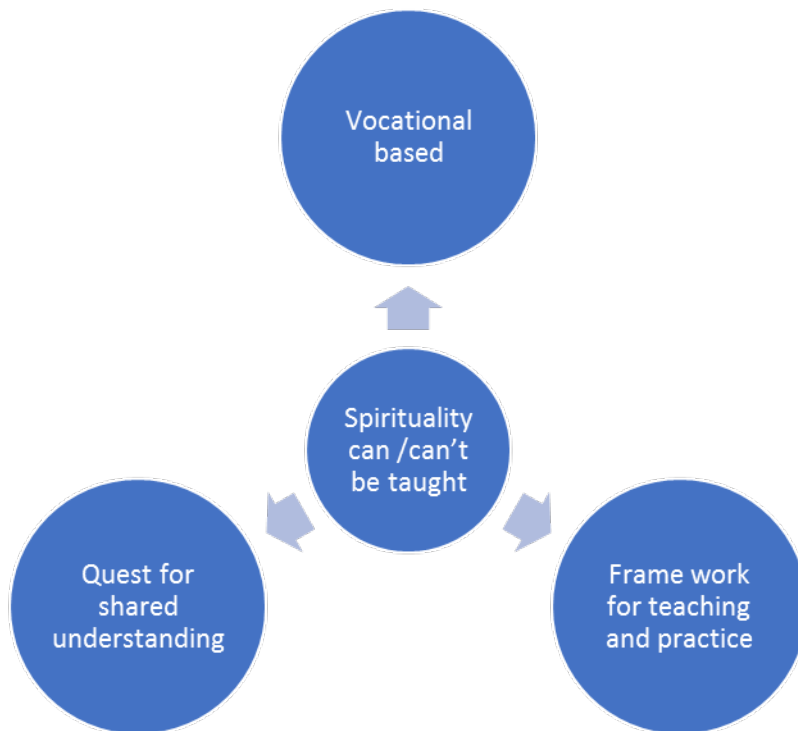 Vocational
based
Spirituality
can /can’t
be taught
Quest for
shared
understanding
Frame work
for teaching
and practice